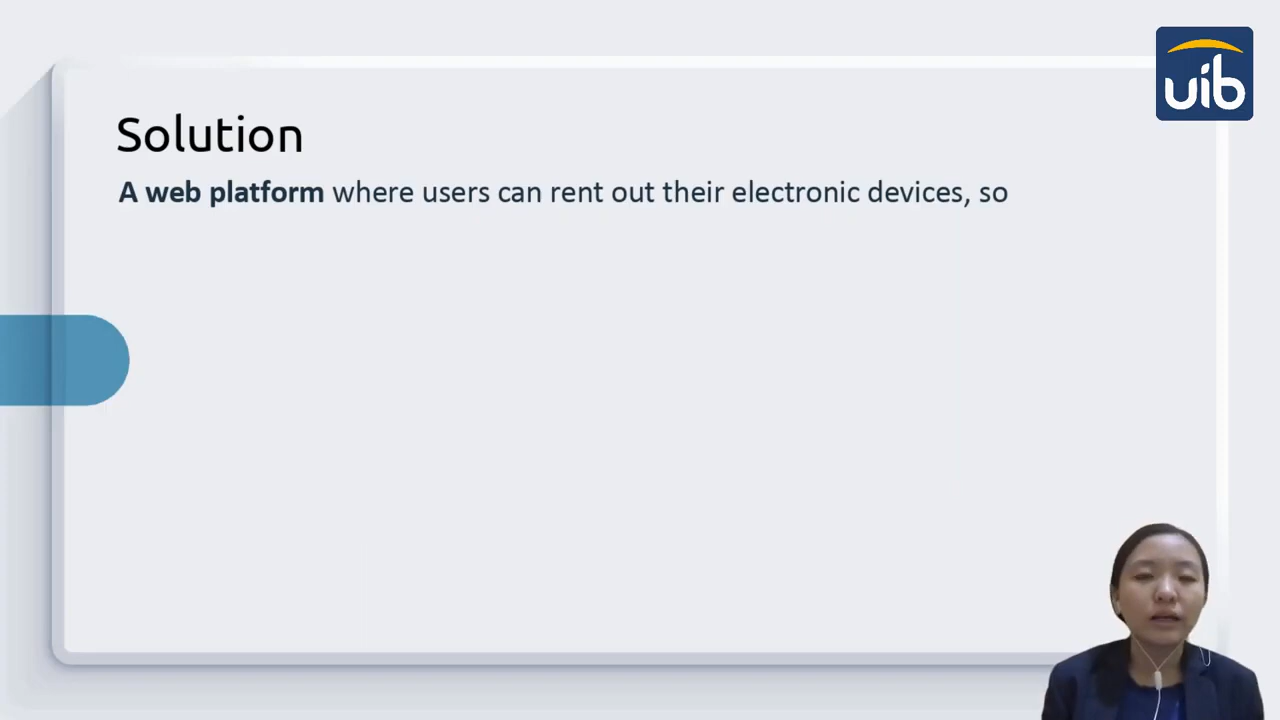 uib
Solution
A web platform where users can rent out their electronic devices, so